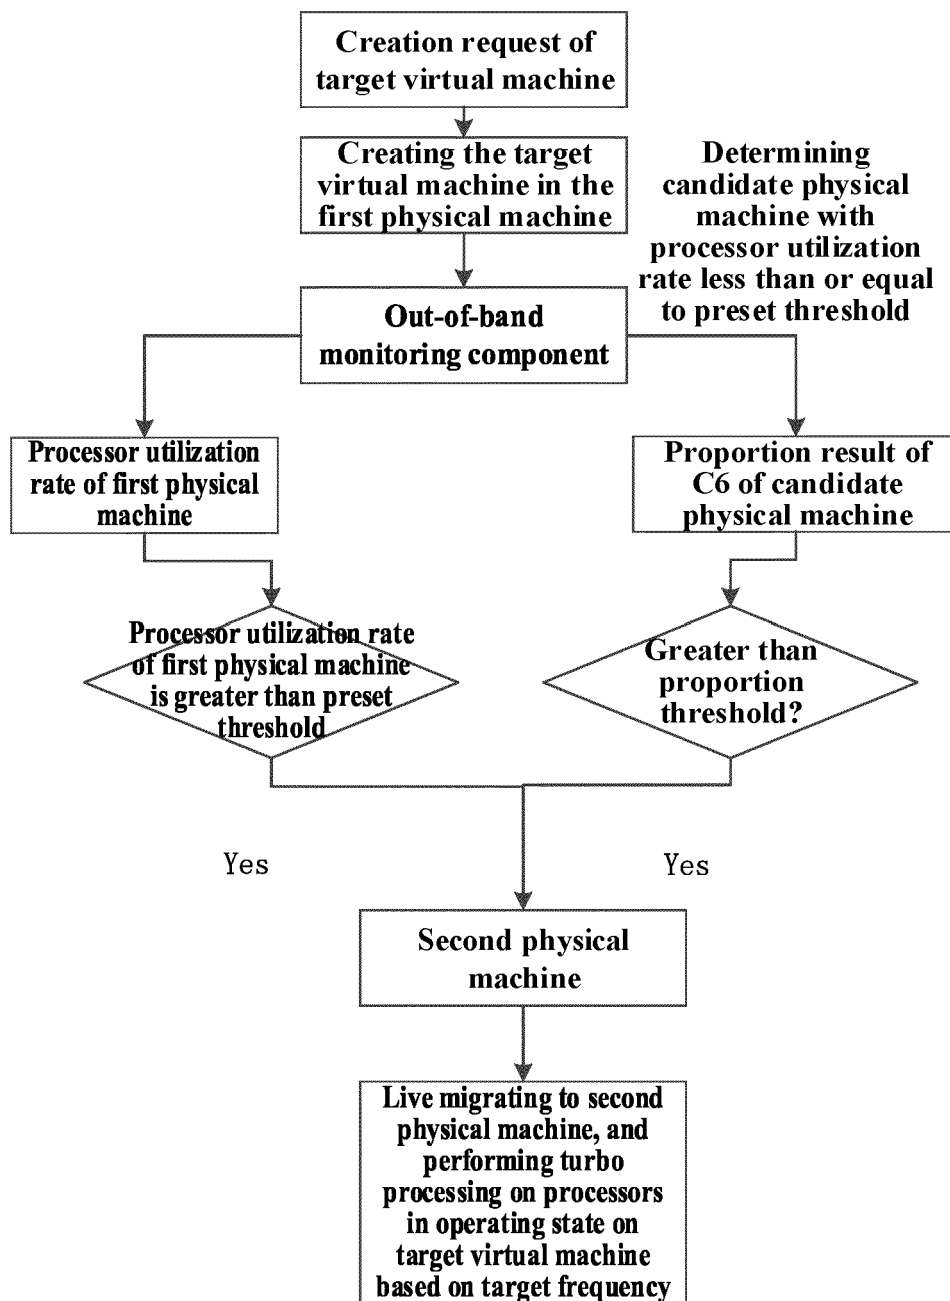 Creation request of
target virtual machine
Creating the target
virtual machine in the
first physical machine
Determining
candidate physical
machine with
processor utilization
rate less than or equal
to preset threshold
Out-of-band
monitoring component
Processor utilization
rate of first physical
machine
Proportion result of
C6 of candidate
physical machine
Processor utilization rate
of first physical machine
is greater than preset
threshold
Greater than
proportion
threshold?
Yes
Yes
Second physical
machine
Live migrating to second
physical machine, and
performing turbo
processing on processors
in operating state on
target virtual machine
based on target frequency